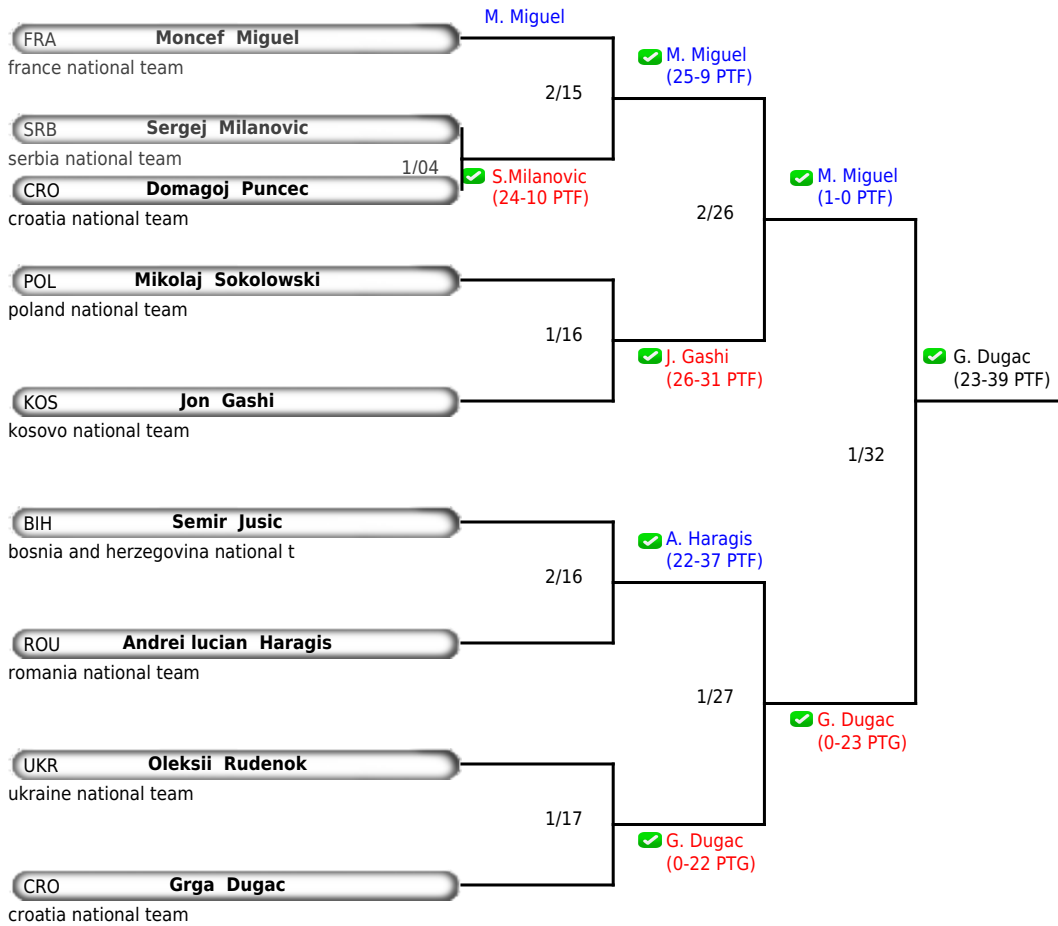 M. Miguel
FRA Moncef Miguel
france national team
M. Miguel
(25-9 PTF)
2/15
SRB Sergej Milanovic
serbia national team
1/04
S.Milanovic
(24-10 PTF)
CRO Domagoj Puncec
croatia national team
M. Miguel
(1-0 PTF)
2/26
POL Mikolaj Sokolowski
poland national team
1/16
J. Gashi
(26-31 PTF)
G. Dugac
(23-39 PTF)
KOS Jon Gashi
kosovo national team
1/32
BIH Semir Jusic
bosnia and herzegovina national t
A. Haragis
(22-37 PTF)
2/16
ROU Andrei lucian Haragis
romania national team
1/27
G. Dugac
(0-23 PTG)
UKR Oleksii Rudenok
ukraine national team
1/17
G. Dugac
(0-22 PTG)
CRO Grga Dugac
croatia national team